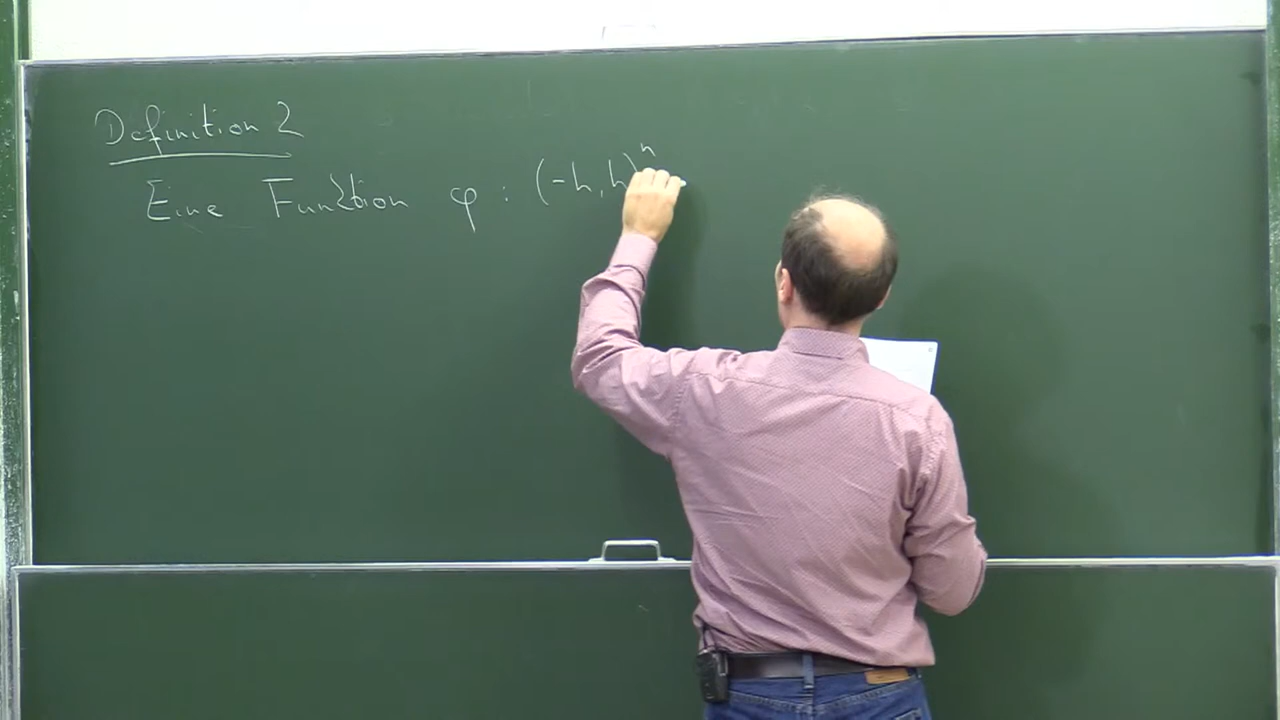 Definition 2
Eine Funktion φ : (-h, h)^n